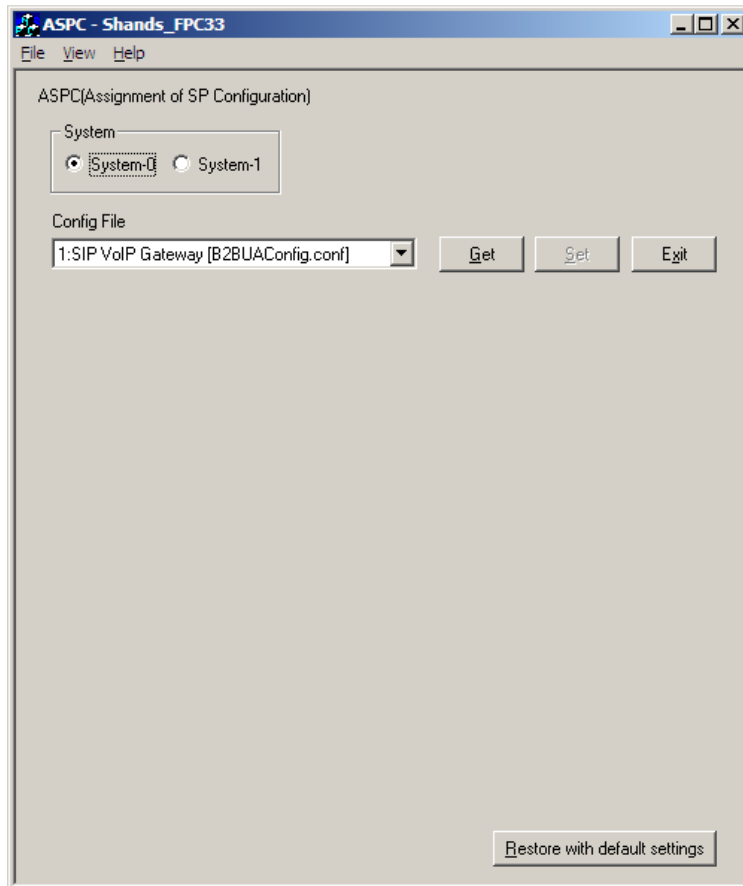 ASPC - Shands_FPC33
File View Help
ASPC(Assignment of SP Configuration)
System
System-0 System-1
Config File
1:SIP VoIP Gateway [B2BUAConfig.conf] Get Set Exit
Restore with default settings